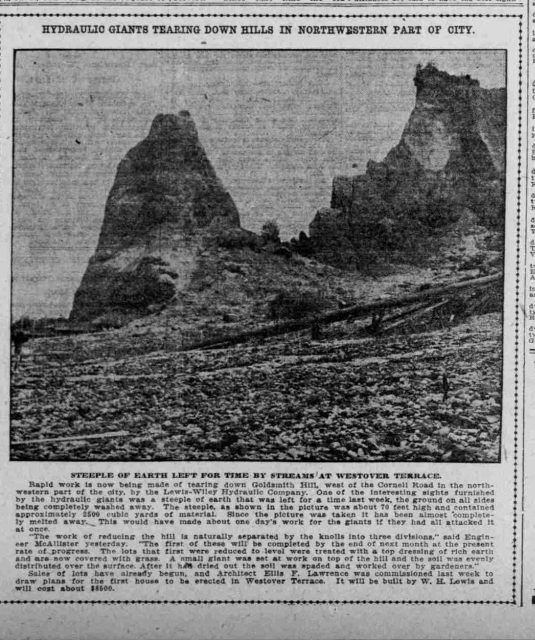 HYDRAULIC GIANTS TEARING DOWN HILLS IN NORTHWESTERN PART OF CITY.
STEEPLE OF EARTH LEFT FOR TIME BY STREAMS AT WESTOVER TERRACE.
Rapid work is now being made of tearing down Goldsmith Hill, west of the Cornell Road in the north-
western part of the city, by the Lewis-Wiley Hydraulic Company. One of the interesting sights furnished
by the hydraulic giants was a steeple of earth that was left for a time last week, the ground on all sides
being completely washed away. The steeple, as shown in the picture was about 70 feet high and contained
approximately 2500 cubic yards of material. Since the picture was taken it has been almost complete-
ly melted away. This would have made about one day's work for the giants if they had all attacked it
at once.
"The work of reducing the hill is naturally separated by the knolls into three divisions," said Engin-
eer McAllister yesterday. "The first of these will be completed by the end of next month at the present
rate of progress. The lots that first were reduced to level were treated with a top dressing of rich earth
and are now covered with grass. A small giant was set at work on top of the hill and the soil was evenly
distributed over the surface. After it has dried out the soil was spaded and worked over by gardeners."
Sales of lots have already begun, and Architect Ellis F. Lawrence was commissioned last week to
draw plans for the first house to be erected in Westover Terrace. It will be built by W. H. Lewis and
will cost about $8500.